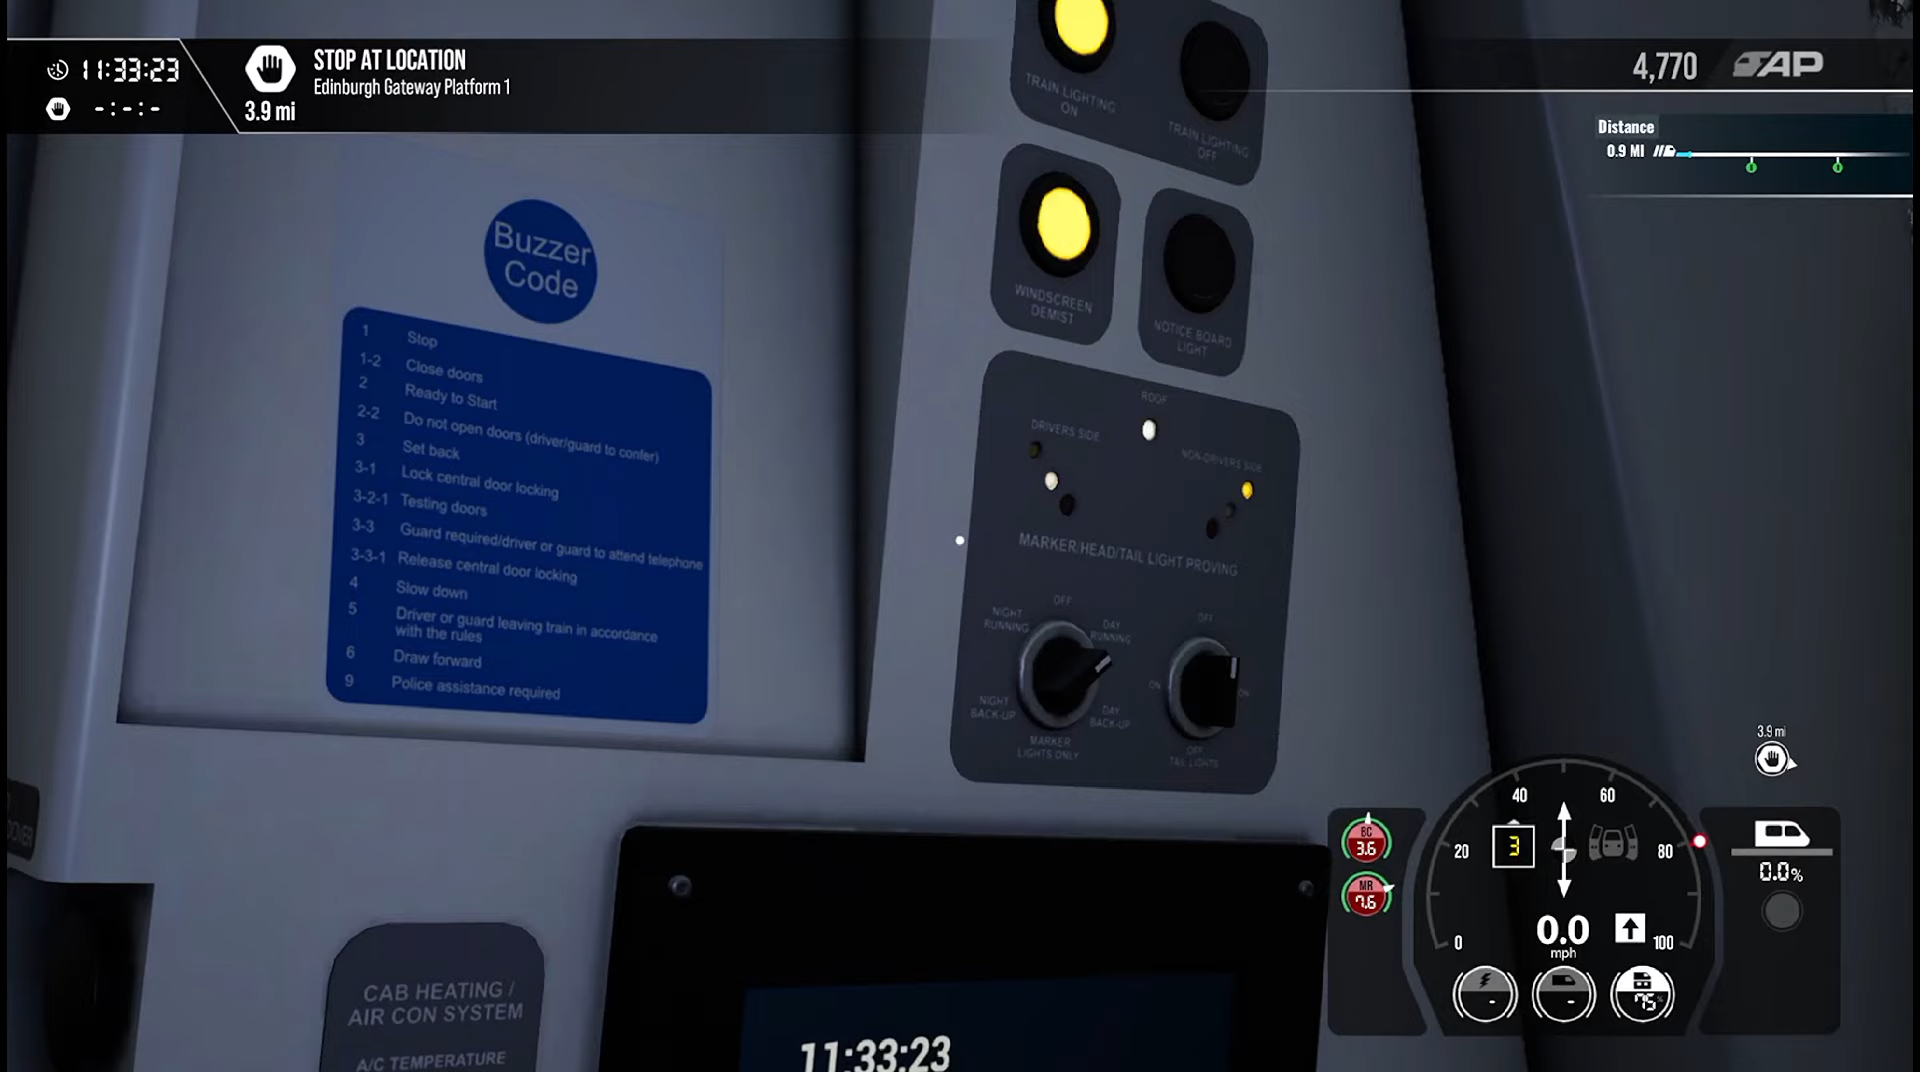 11:33:23
-:-:-
STOP AT LOCATION
Edinburgh Gateway Platform 1
3.9 mi
4,770
AP
Distance
0.9 MI
TRAIN LIGHTING
ON
TRAIN LIGHTING
OFF
WINDSCREEN
DEMIST
NOTICE BOARD
LIGHT
Buzzer
Code
1 Stop
1-2 Close doors
2 Ready to Start
2-2 Do not open doors (driver/guard to confer)
3 Set back
3-1 Lock central door locking
3-2-1 Testing doors
3-3 Guard required/driver or guard to attend telephone
3-3-1 Release central door locking
4 Slow down
5 Driver or guard leaving train in accordance
with the rules
6 Draw forward
9 Police assistance required
ROOF
DRIVERS SIDE
NON-DRIVERS SIDE
MARKER/HEAD/TAIL LIGHT PROVING
OFF
NIGHT
RUNNING
DAY
RUNNING
NIGHT
BACK-UP
DAY
BACK-UP
MARKER
LIGHTS ONLY
OFF
ON
ON
OFF
TAIL LIGHTS
CAB HEATING /
AIR CON SYSTEM
A/C TEMPERATURE
11:33:23
3.9 mi
BC
3.6
MR
7.6
0
20
40
60
80
100
3
0.0
mph
-
-
75%
0.0%